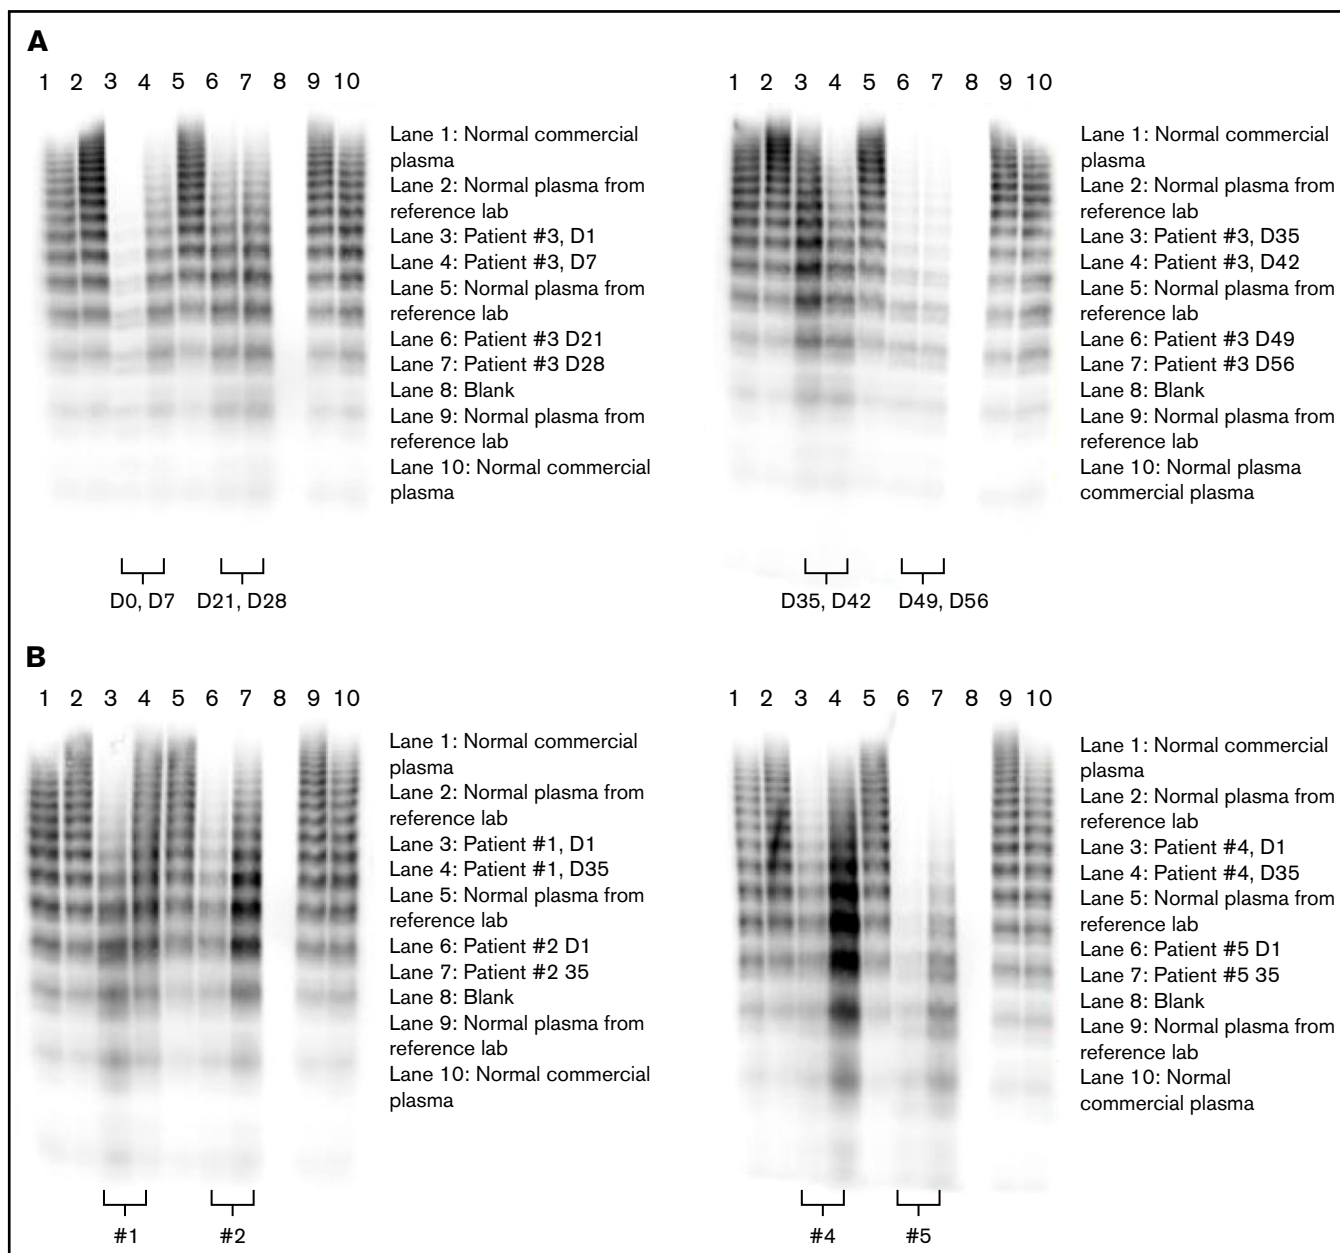 A
1 2 3 4 5 6 7 8 9 10
Lane 1: Normal commercial
plasma
Lane 2: Normal plasma from
reference lab
Lane 3: Patient #3, D1
Lane 4: Patient #3, D7
Lane 5: Normal plasma from
reference lab
Lane 6: Patient #3 D21
Lane 7: Patient #3 D28
Lane 8: Blank
Lane 9: Normal plasma from
reference lab
Lane 10: Normal commercial
plasma
D0, D7 D21, D28
1 2 3 4 5 6 7 8 9 10
Lane 1: Normal commercial
plasma
Lane 2: Normal plasma from
reference lab
Lane 3: Patient #3, D35
Lane 4: Patient #3, D42
Lane 5: Normal plasma from
reference lab
Lane 6: Patient #3 D49
Lane 7: Patient #3 D56
Lane 8: Blank
Lane 9: Normal plasma from
reference lab
Lane 10: Normal plasma
commercial plasma
D35, D42 D49, D56
B
1 2 3 4 5 6 7 8 9 10
Lane 1: Normal commercial
plasma
Lane 2: Normal plasma from
reference lab
Lane 3: Patient #1, D1
Lane 4: Patient #1, D35
Lane 5: Normal plasma from
reference lab
Lane 6: Patient #2 D1
Lane 7: Patient #2 35
Lane 8: Blank
Lane 9: Normal plasma from
reference lab
Lane 10: Normal commercial
plasma
#1 #2
1 2 3 4 5 6 7 8 9 10
Lane 1: Normal commercial
plasma
Lane 2: Normal plasma from
reference lab
Lane 3: Patient #4, D1
Lane 4: Patient #4, D35
Lane 5: Normal plasma from
reference lab
Lane 6: Patient #5 D1
Lane 7: Patient #5 35
Lane 8: Blank
Lane 9: Normal plasma from
reference lab
Lane 10: Normal
commercial plasma
#4 #5